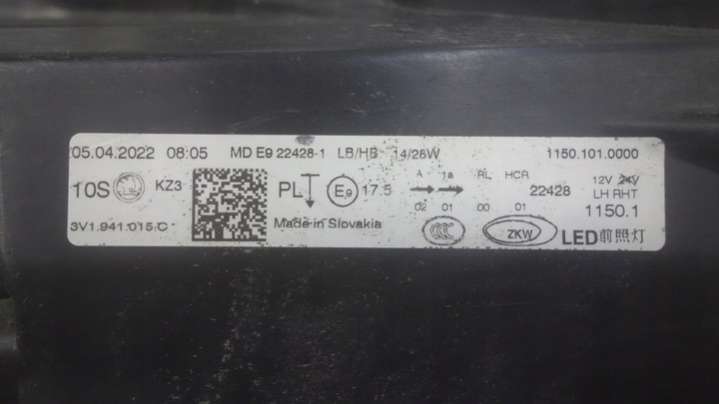 05.04.2022 08:05 MD E9 22428-1 LB/HB 14/26W 1150.101.0000
10S KZ3 PL E9 17.5 A 1a RL HCR 22428 12V 24V
LH RHT
02 01 00 01 1150.1
3V1.941.015.C Made in Slovakia CCC ZKW LED前照灯